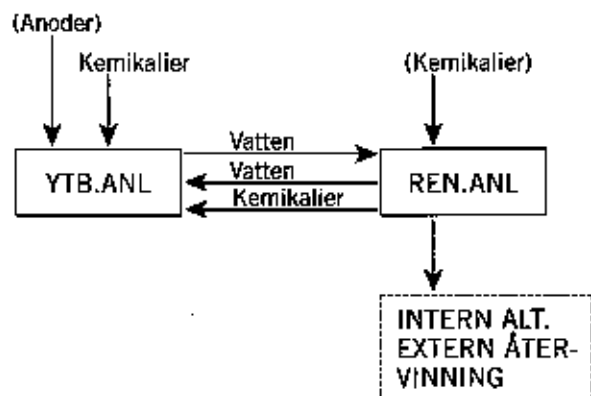 (Anoder)
Kemikalier
(Kemikalier)
Vatten
YTB.ANL
Vatten
REN.ANL
Kemikalier
INTERN ALT.
EXTERN ÅTER-
VINNING